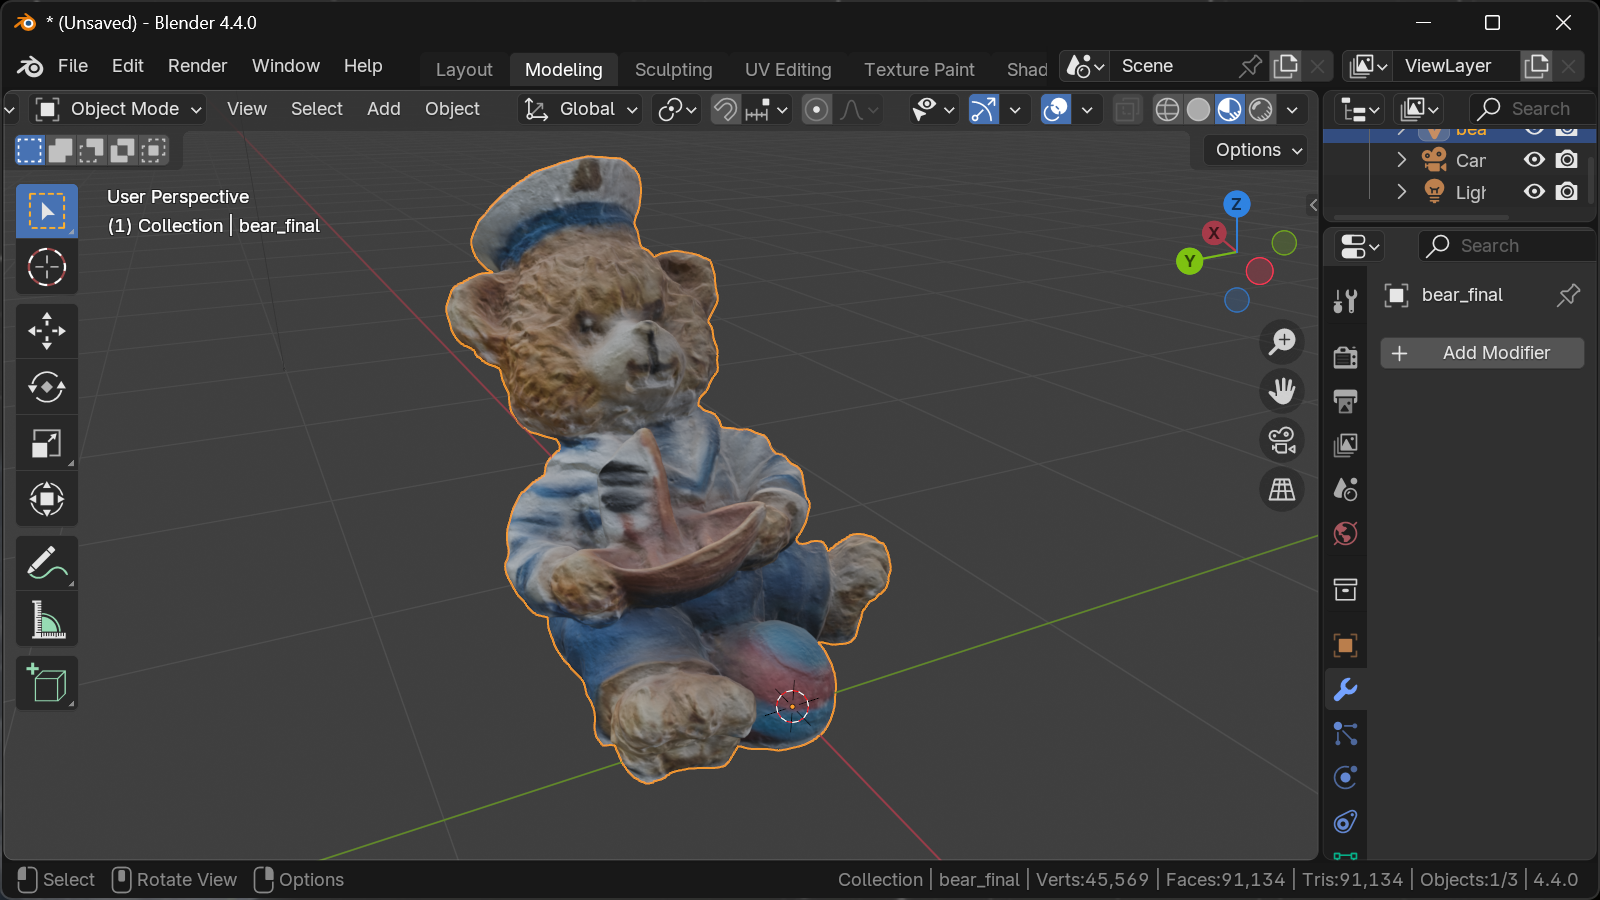 * (Unsaved) - Blender 4.4.0
File Edit Render Window Help Layout Modeling Sculpting UV Editing Texture Paint Shad Scene ViewLayer
Object Mode View Select Add Object Global Search
Options
bea
Car
Ligh
User Perspective
(1) Collection | bear_final
Z
X
Y
Search
bear_final
+ Add Modifier
Select Rotate View Options Collection | bear_final | Verts:45,569 | Faces:91,134 | Tris:91,134 | Objects:1/3 | 4.4.0